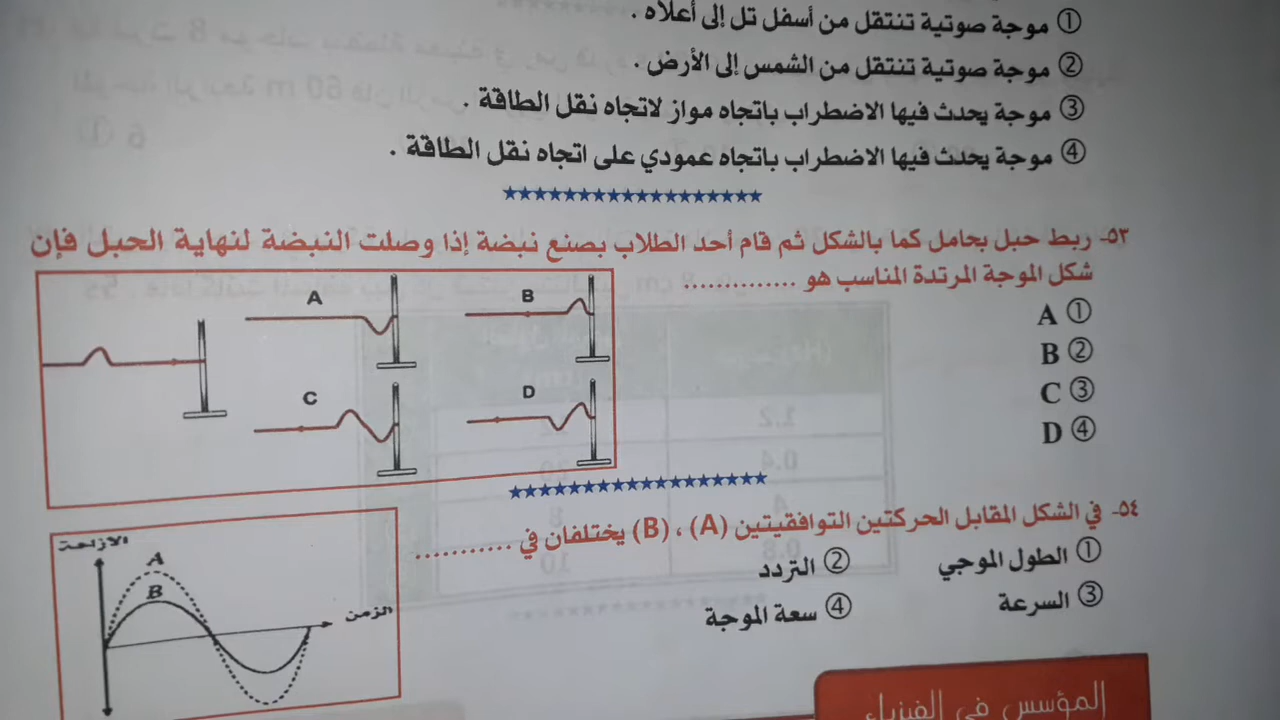 ① موجة صوتية تنتقل من أسفل تل إلى أعلاه .
② موجة صوتية تنتقل من الشمس إلى الأرض .
③ موجة يحدث فيها الاضطراب باتجاه مواز لاتجاه نقل الطاقة .
④ موجة يحدث فيها الاضطراب باتجاه عمودي على اتجاه نقل الطاقة .
★★★★★★★★★★★★★★★★★★
٥٣- ربط حبل بحامل كما بالشكل ثم قام أحد الطلاب بصنع نبضة إذا وصلت النبضة لنهاية الحبل فإن
شكل الموجة المرتدة المناسب هو ..............
① A
② B
③ C
④ D
A
B
C
D
★★★★★★★★★★★★★★★★★★
٥٤- في الشكل المقابل الحركتين التوافقيتين (A) ، (B) يختلفان في ............
① الطول الموجي ② التردد
③ السرعة ④ سعة الموجة
الازاحة
A
B
الزمن
المؤسس في الفيزياء